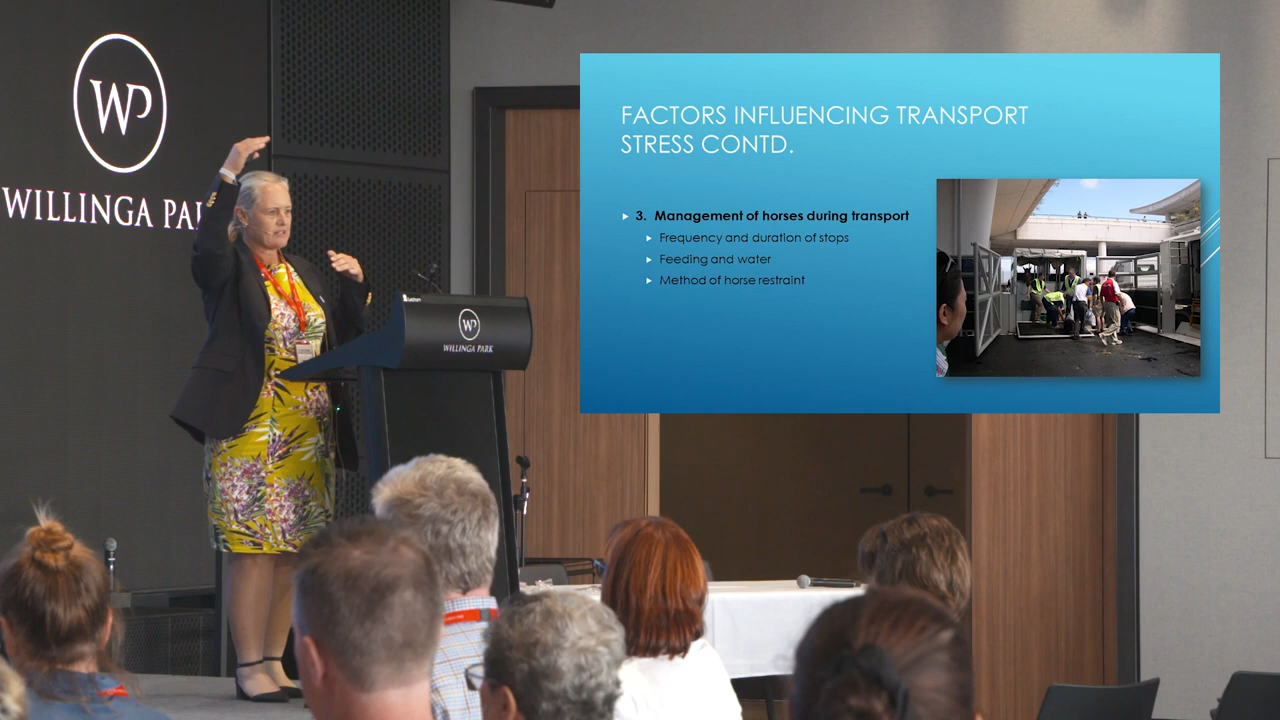 WP
WILLINGA PA
WP
WILLINGA PARK
FACTORS INFLUENCING TRANSPORT
STRESS CONTD.
3. Management of horses during transport
Frequency and duration of stops
Feeding and water
Method of horse restraint